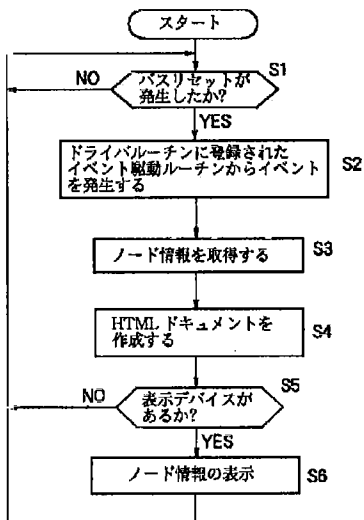 スタート
S1
NO
バスリセットが
発生したか?
YES
ドライバルーチンに登録された
イベント駆動ルーチンからイベント
を発生する
S2
ノード情報を取得する
S3
HTML ドキュメントを
作成する
S4
S5
NO
表示デバイスが
あるか?
YES
ノード情報の表示
S6